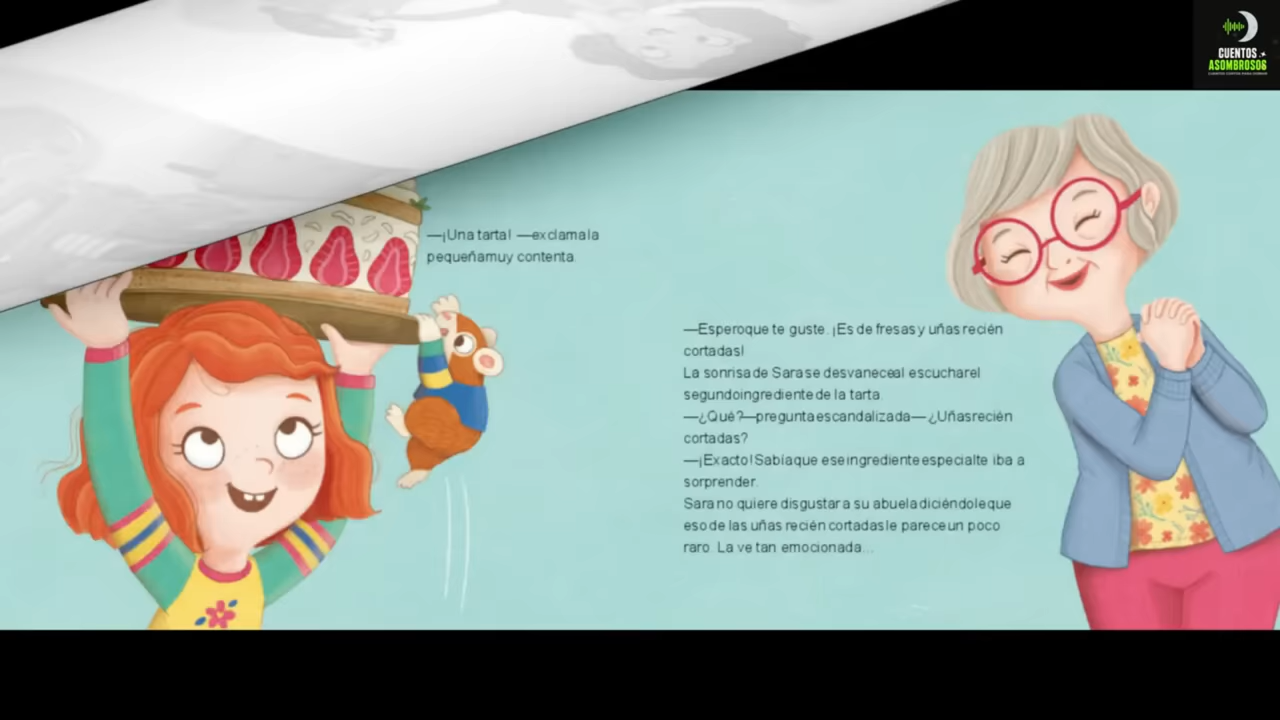 CUENTOS
ASOMBROSOS
—¡Una tarta! —exclama la
pequeña muy contenta.
—Espero que te guste. ¡Es de fresas y uñas recién
cortadas!
La sonrisa de Sara se desvanece al escuchar el
segundo ingrediente de la tarta.
—¿Qué?—pregunta escandalizada— ¿Uñas recién
cortadas?
—¡Exacto! Sabía que ese ingrediente especial te iba a
sorprender.
Sara no quiere disgustar a su abuela diciéndole que
eso de las uñas recién cortadas le parece un poco
raro. La ve tan emocionada...